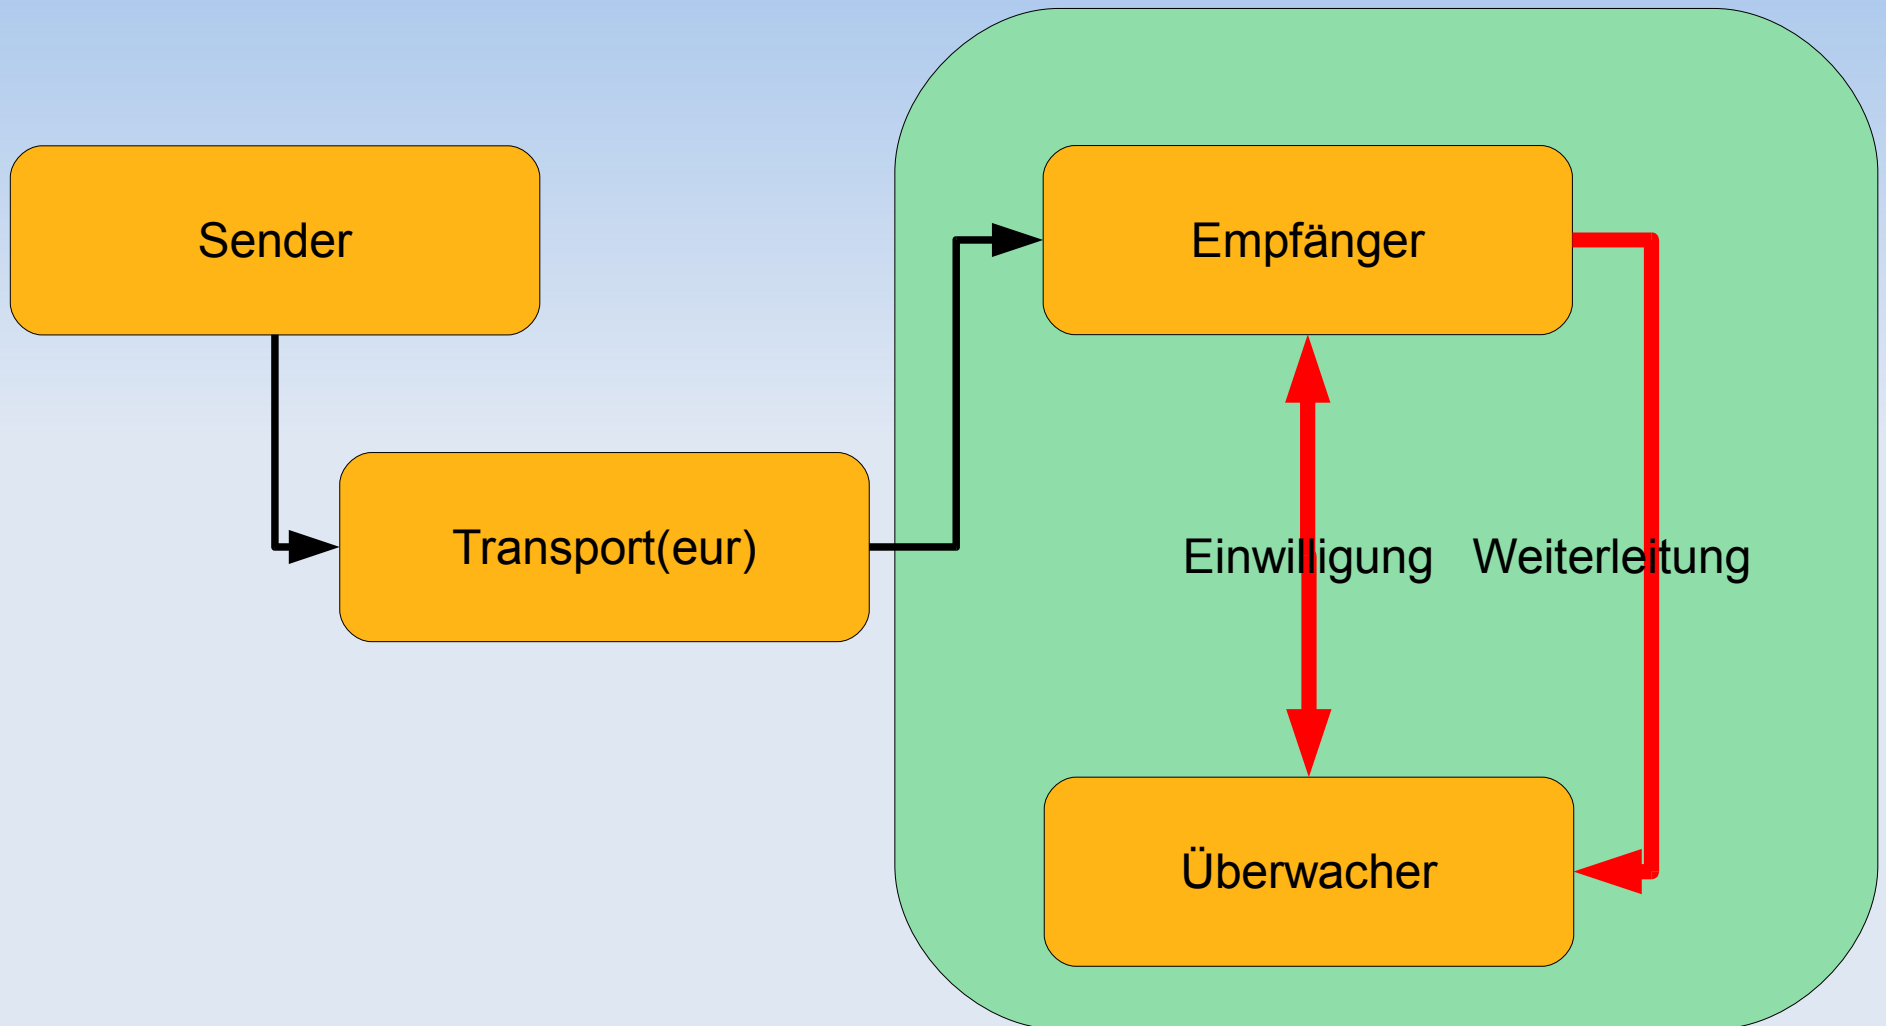 Sender
Empfänger
Transport(eur)
Einwilligung
Weiterleitung
Überwacher